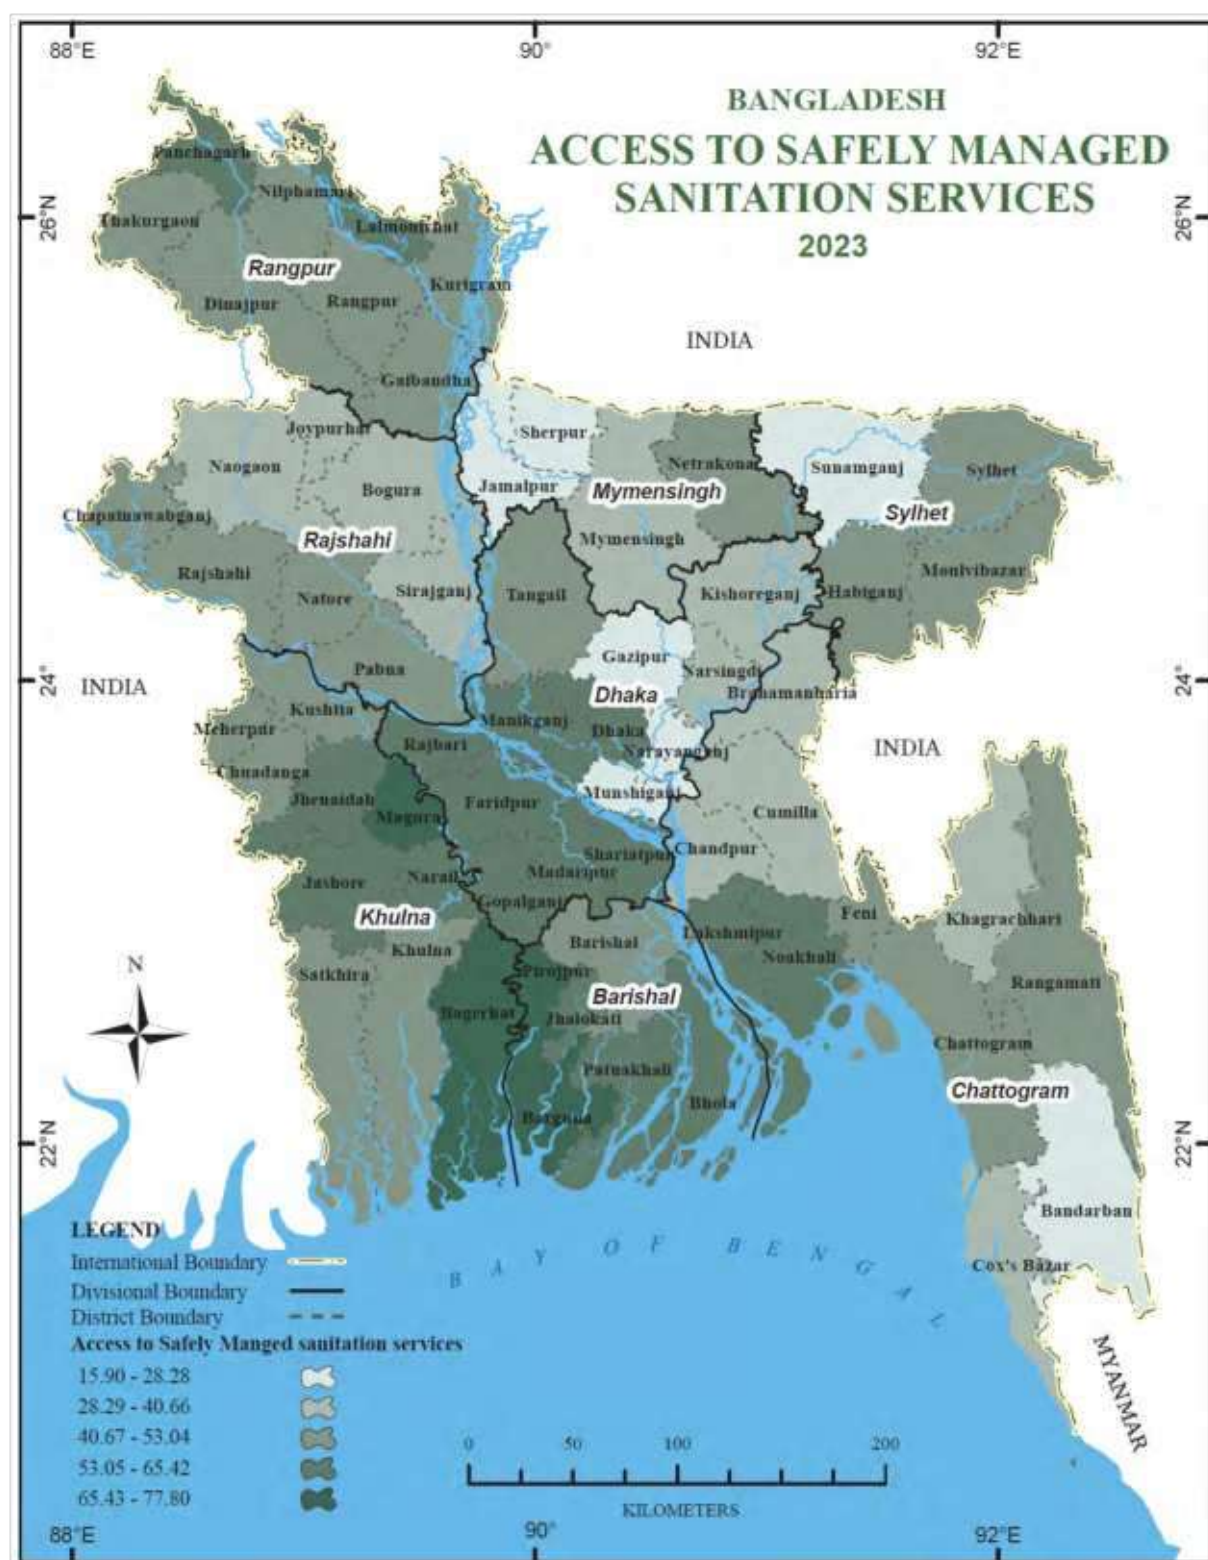 88°E
90°
92°E
BANGLADESH
ACCESS TO SAFELY MANAGED
SANITATION SERVICES
2023
26°N
26°N
Panchagarh
Nilphamari
Thakurgaon
Lalmonirhat
Rangpur
Kurigram
Dinajpur
Rangpur
INDIA
Gaibandha
Joypurhat
Sherpur
Naogaon
Netrakona
Sunamganj
Sylhet
Bogura
Jamalpur
Mymensingh
Chapainawabganj
Sylhet
Rajshahi
Mymensingh
Rajshahi
Moulvibazar
Natore
Sirajganj
Tangail
Kishoreganj
Habiganj
Gazipur
Pabna
Narsingdi
24°
INDIA
Dhaka
Brahamanbaria
24°
Kushtia
Manikganj
Meherpur
Dhaka
Rajbari
Narayanganj
INDIA
Chuadanga
Jhenaidah
Munshiganj
Magura
Faridpur
Cumilla
Shariatpur
Chandpur
Jashore
Narail
Madaripur
Gopalganj
Khulna
Feni
Khagrachhari
Khulna
Barishal
Lakshmipur
Noakhali
N
Satkhira
Pirojpur
Rangamati
Barishal
Bagerhat
Jhalokati
Chattogram
Patuakhali
Chattogram
Barguna
Bhola
22°N
22°N
Bandarban
LEGEND
BAY OF BENGAL
International Boundary
Cox's Bazar
Divisional Boundary
District Boundary
Access to Safely Manged sanitation services
MYANMAR
15.90 - 28.28
28.29 - 40.66
40.67 - 53.04
53.05 - 65.42
65.43 - 77.80
0 50 100 200
KILOMETERS
88°E
90°
92°E